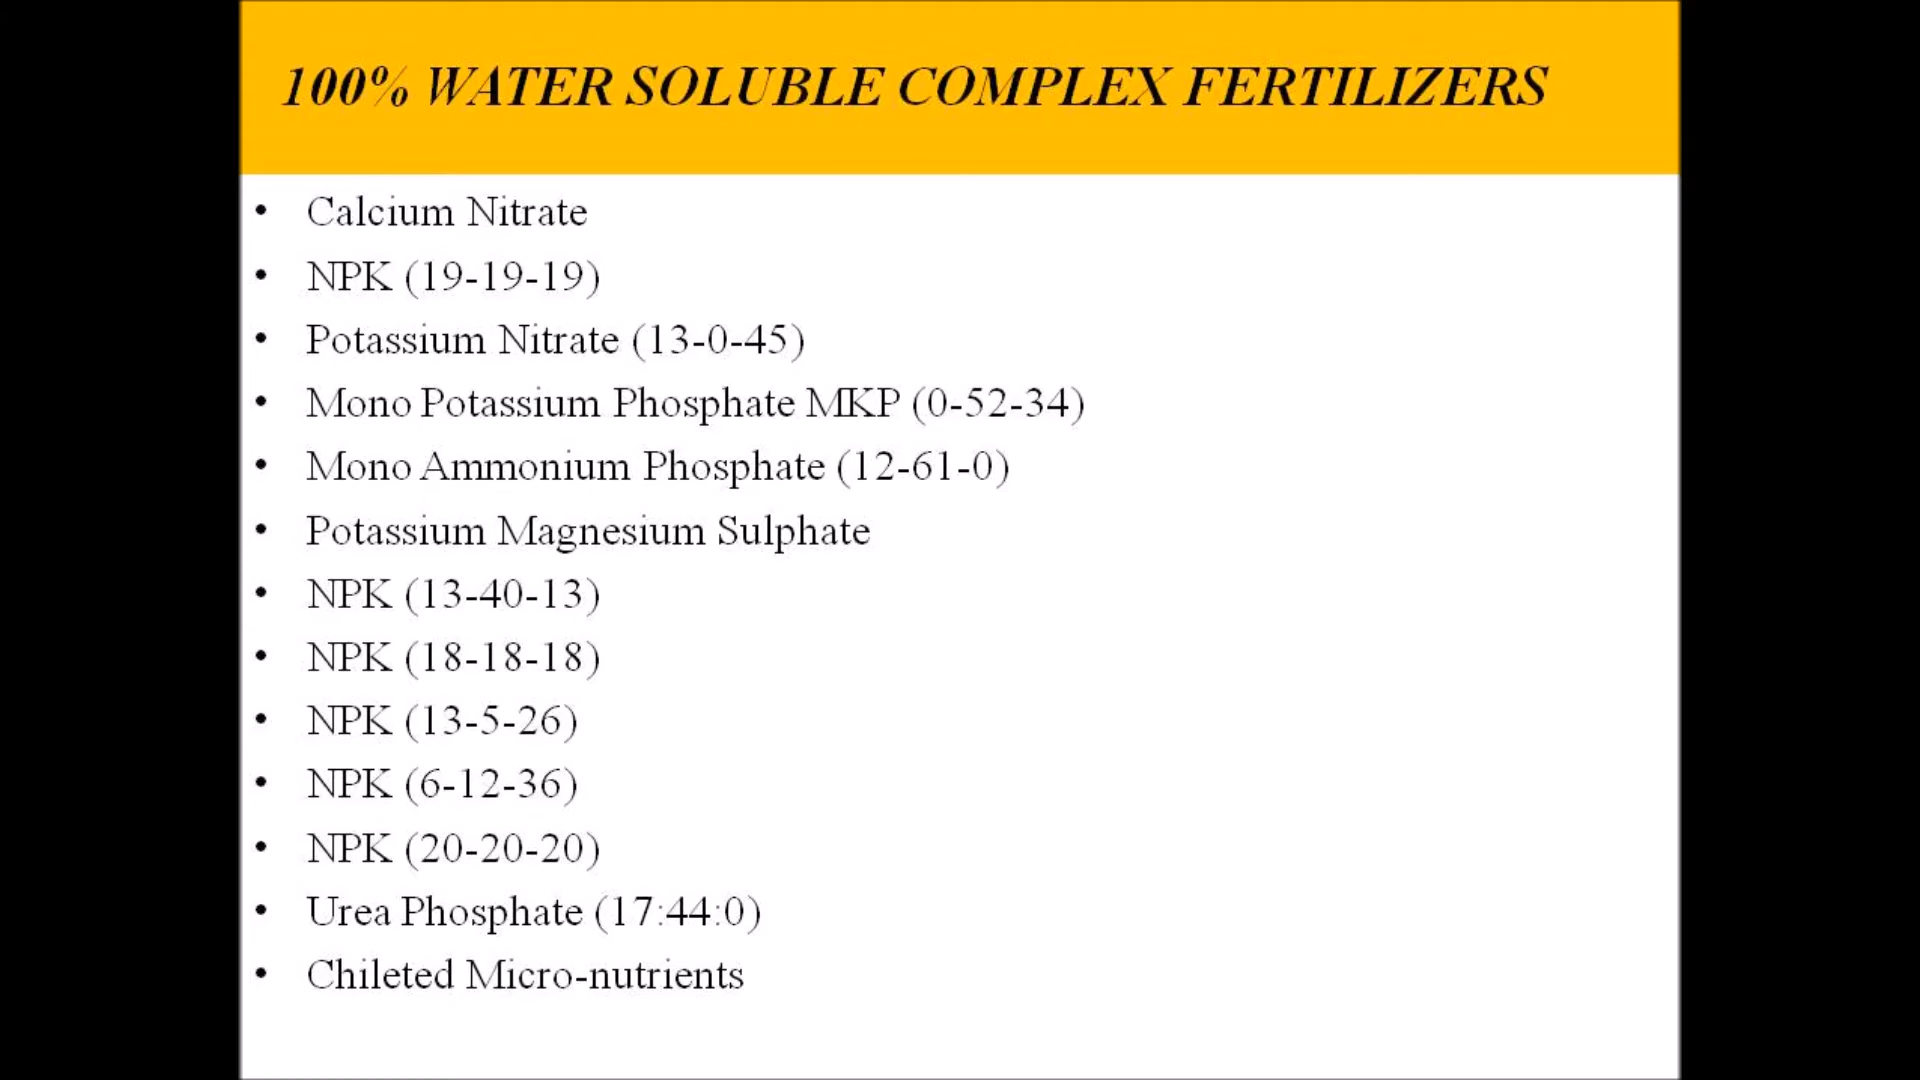 100% WATER SOLUBLE COMPLEX FERTILIZERS
• Calcium Nitrate
• NPK (19-19-19)
• Potassium Nitrate (13-0-45)
• Mono Potassium Phosphate MKP (0-52-34)
• Mono Ammonium Phosphate (12-61-0)
• Potassium Magnesium Sulphate
• NPK (13-40-13)
• NPK (18-18-18)
• NPK (13-5-26)
• NPK (6-12-36)
• NPK (20-20-20)
• Urea Phosphate (17:44:0)
• Chileted Micro-nutrients